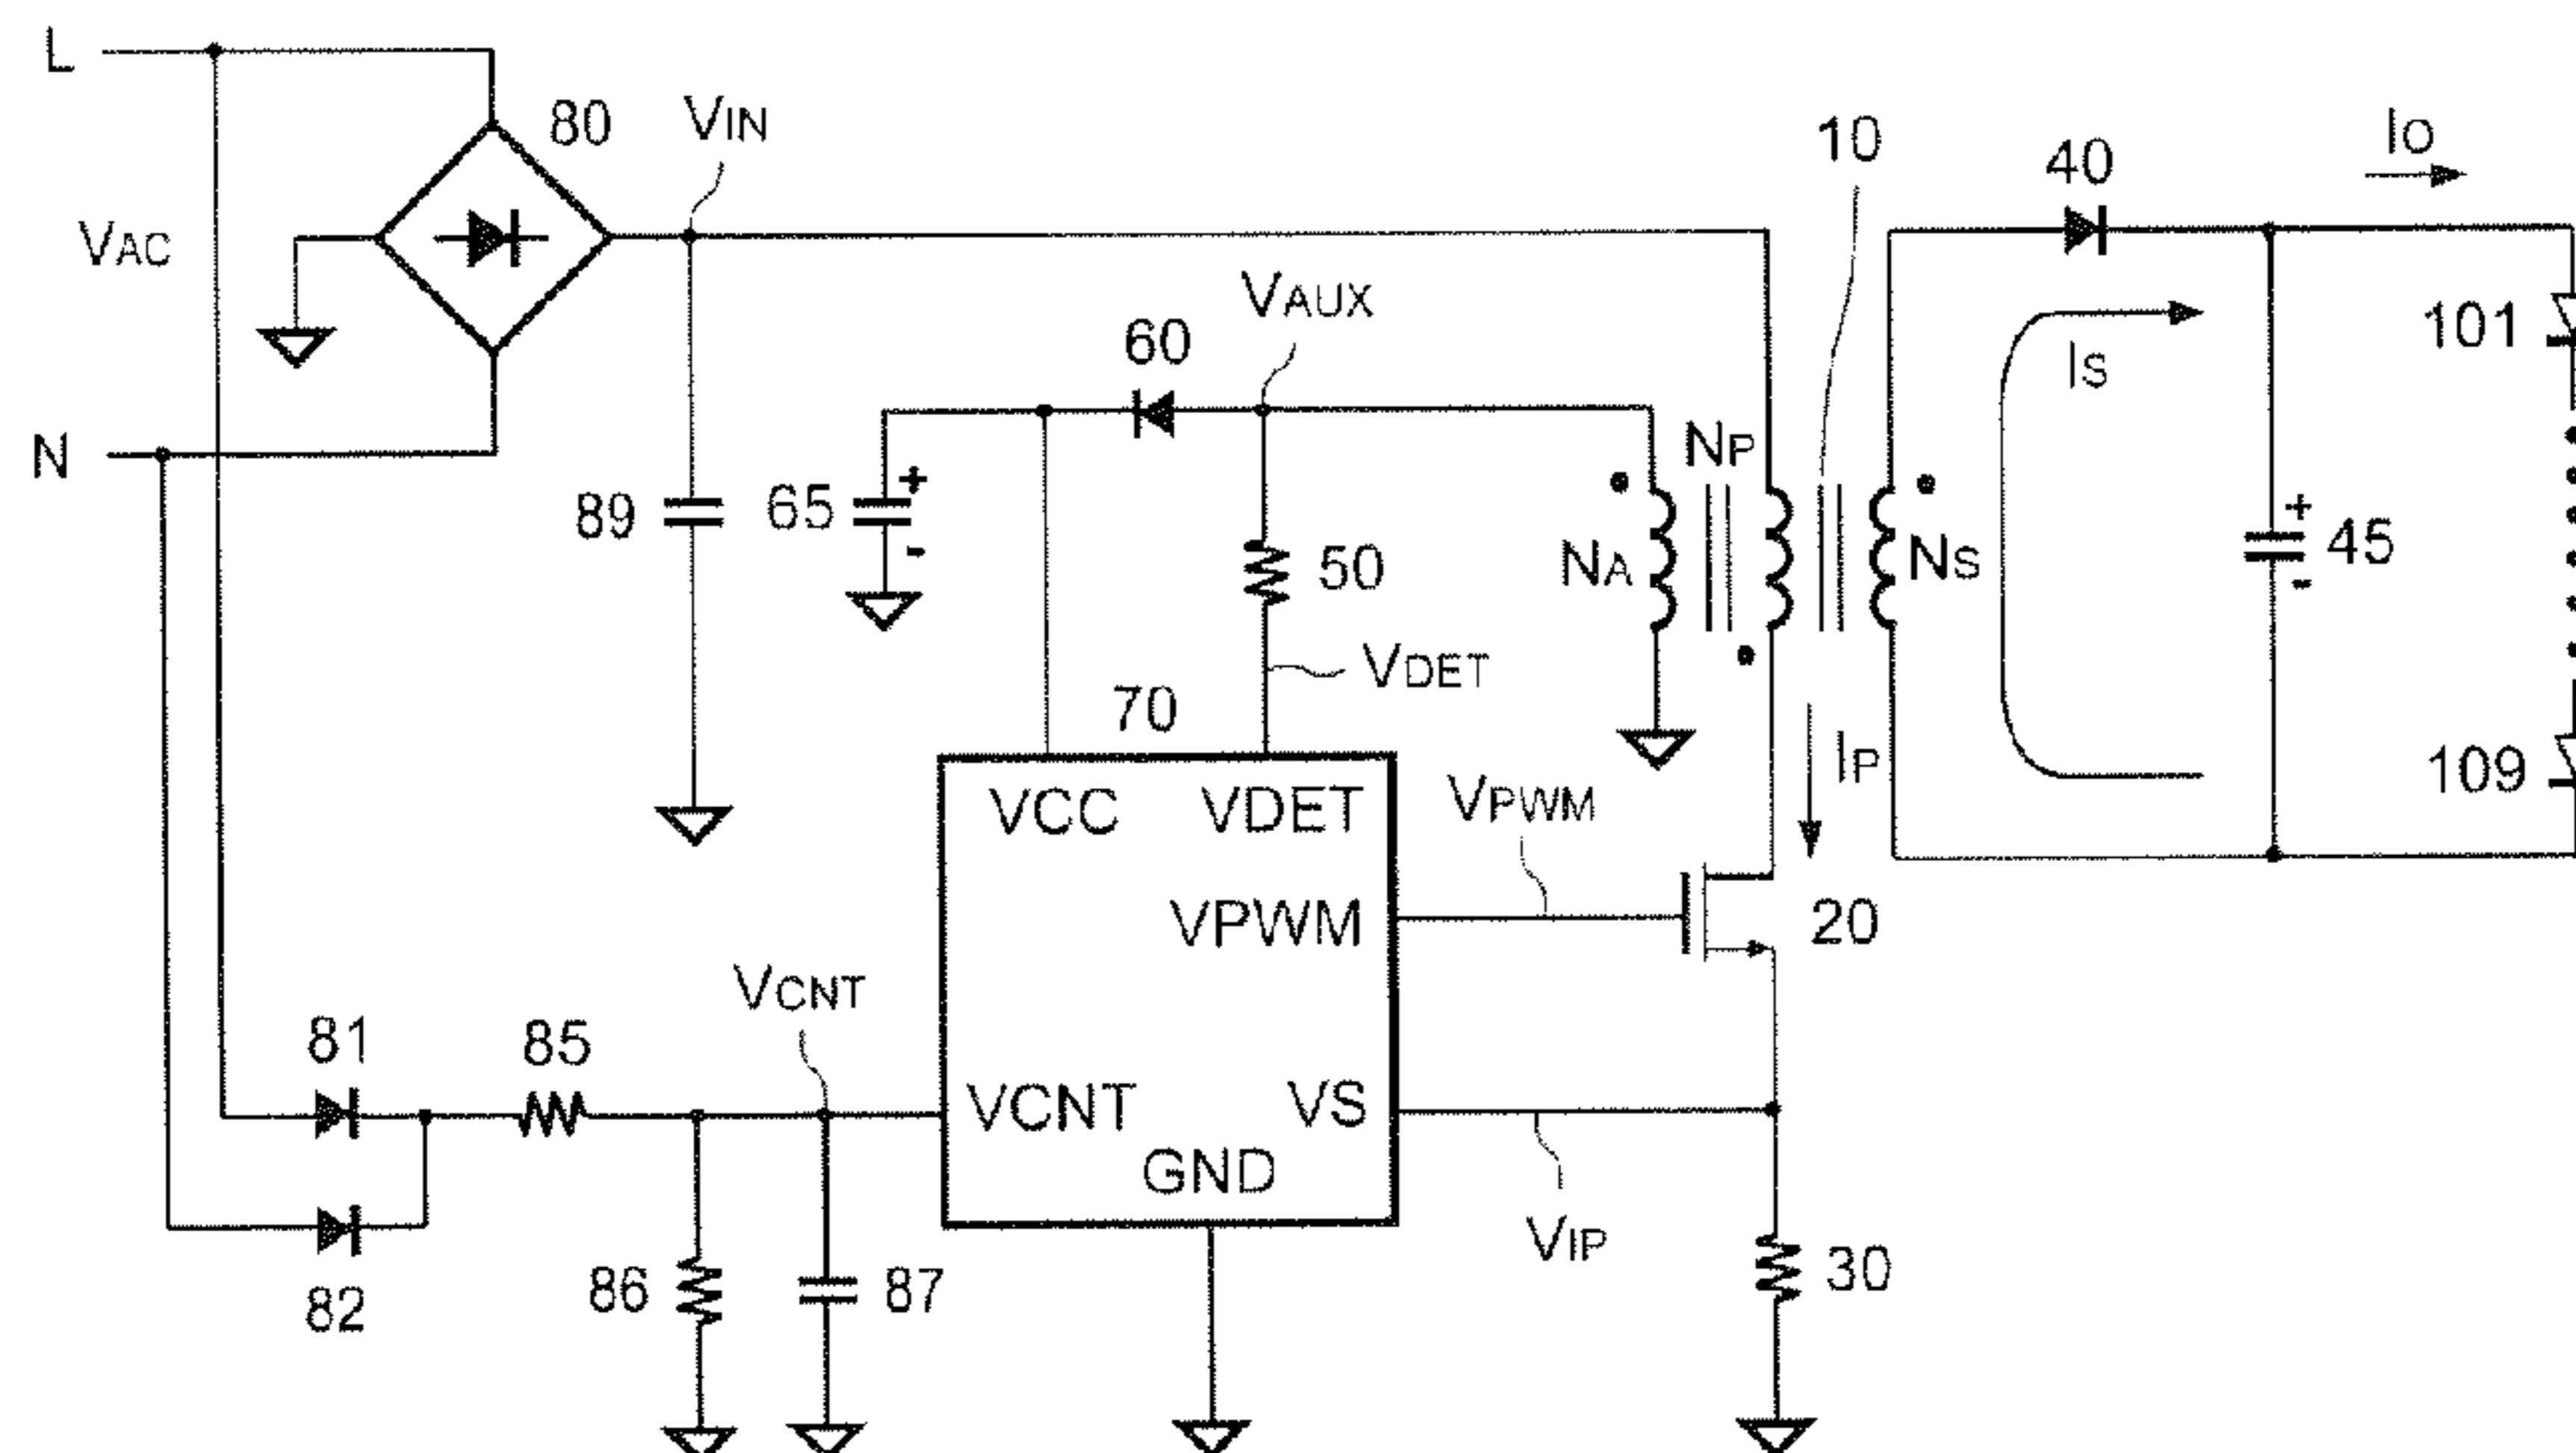 L
80
VIN
10
IO
40
VAC
VAUX
60
101
IS
N
NP
89
65
+
-
50
NA
NS
+
45
-
VDET
70
IP
109
VCC
VDET
VPWM
VPWM
20
VCNT
81
85
VCNT
VS
GND
VIP
82
86
87
30